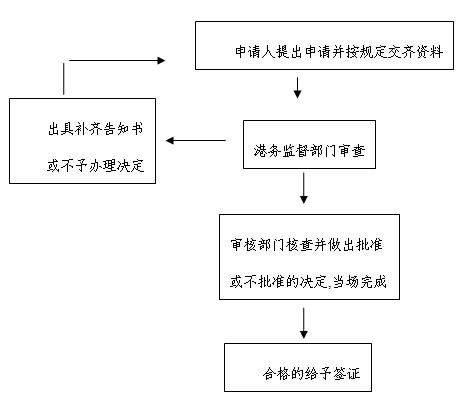 申请人提出申请并按规定交齐资料
出具补齐告知书
或不予办理决定
港务监督部门审查
审核部门核查并做出批准
或不批准的决定,当场完成
合格的给予签证